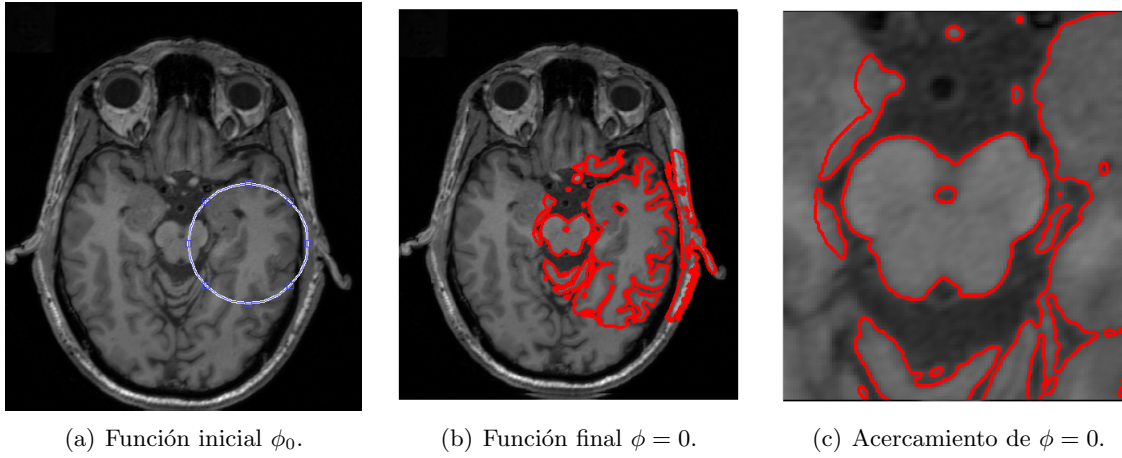 (a) Función inicial ϕ₀.
(b) Función final ϕ = 0.
(c) Acercamiento de ϕ = 0.